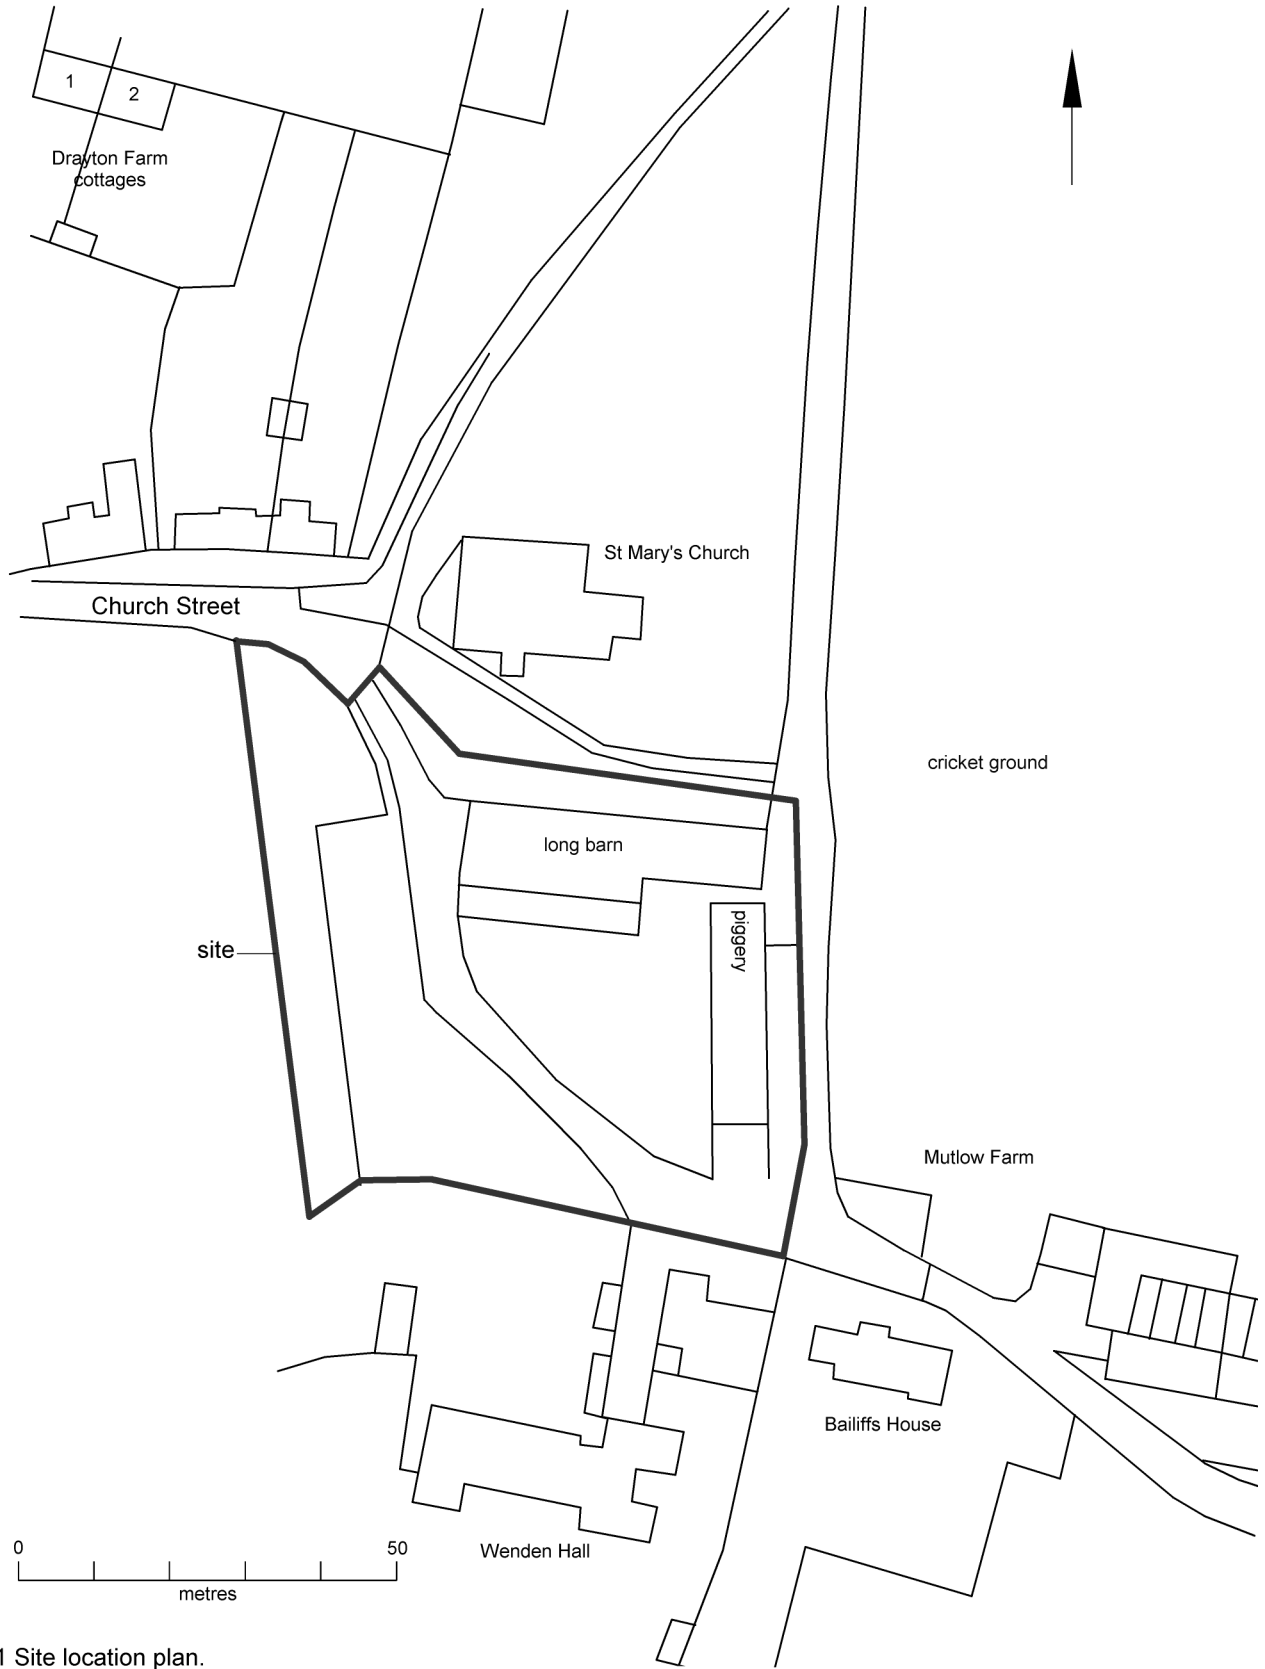 1
2
Drayton Farm
cottages
St Mary's Church
Church Street
cricket ground
long barn
piggery
site
Mutlow Farm
Bailiffs House
Wenden Hall
0
50
metres
1 Site location plan.